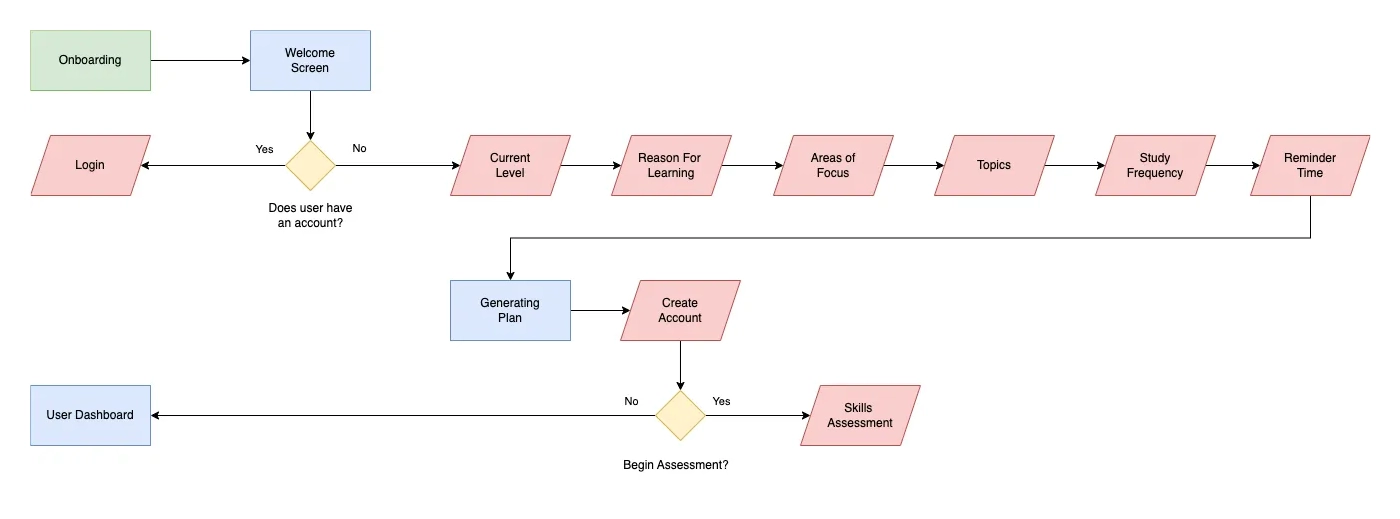 Onboarding
Welcome
Screen
Yes
No
Login
Current
Level
Reason For
Learning
Areas of
Focus
Topics
Study
Frequency
Reminder
Time
Does user have
an account?
Generating
Plan
Create
Account
User Dashboard
No
Yes
Skills
Assessment
Begin Assessment?